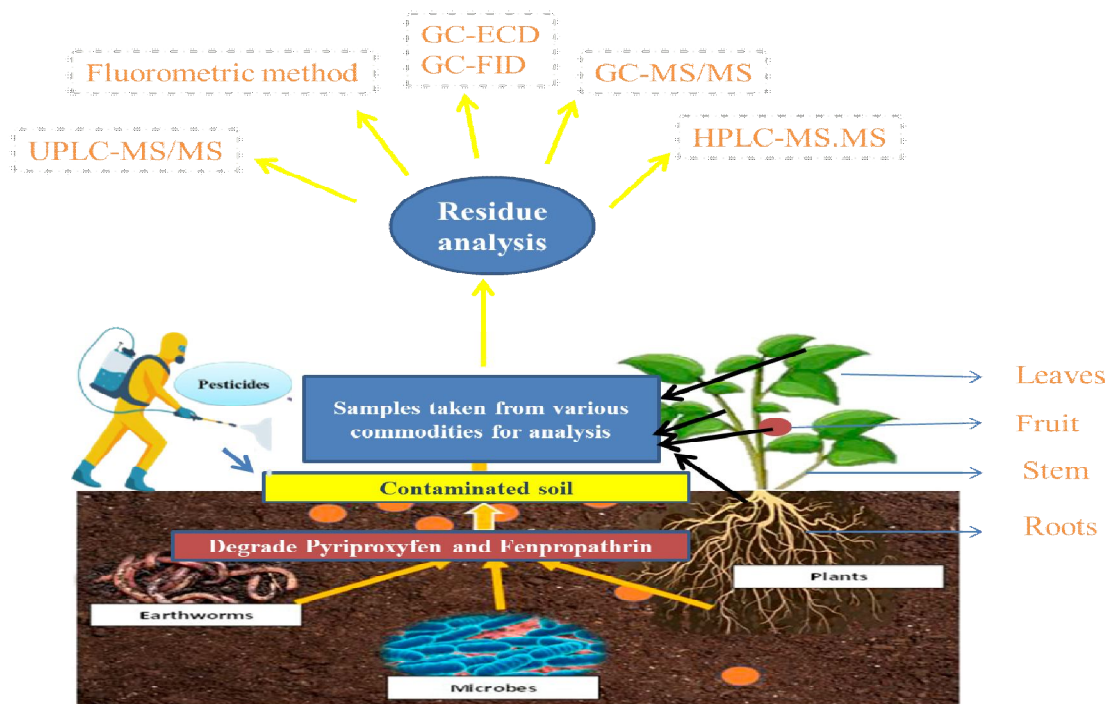 GC-ECD
GC-FID
Fluorometric method
GC-MS/MS
UPLC-MS/MS
HPLC-MS.MS
Residue
analysis
Pesticides
Samples taken from various
commodities for analysis
Leaves
Fruit
Stem
Roots
Contaminated soil
Degrade Pyriproxyfen and Fenpropathrin
Plants
Earthworms
Microbes